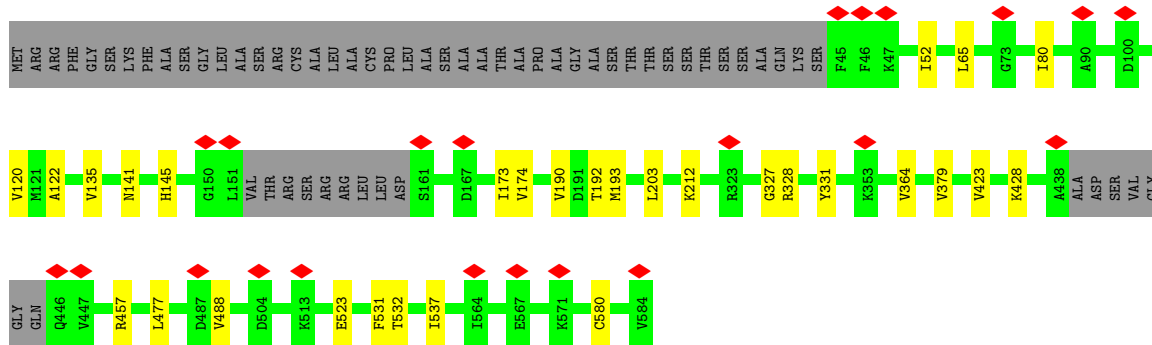 MET ARG ARG PHE GLY SER LYS PHE ALA SER GLY LEU ALA SER ARG CYS ALA LEU ALA CYS PRO LEU ALA SER ALA ALA THR ALA PRO ALA GLY ALA SER THR THR SER SER THR SER SER ALA GLN LYS SER F45 F46 K47 I52 L65 G73 I80 A90 D100
V120 M121 A122 V135 N141 H145 G150 L151 VAL THR ARG SER ARG ARG LEU LEU ASP S161 D167 I173 V174 V190 D191 T192 M193 L203 K212 R323 G327 R328 Y331 K353 V364 V379 V423 K428 A438 ALA ASP SER VAL GLY
GLY GLN Q446 V447 R457 L477 D487 V488 D504 K513 E523 F531 T532 I537 I564 E567 K571 C580 V584